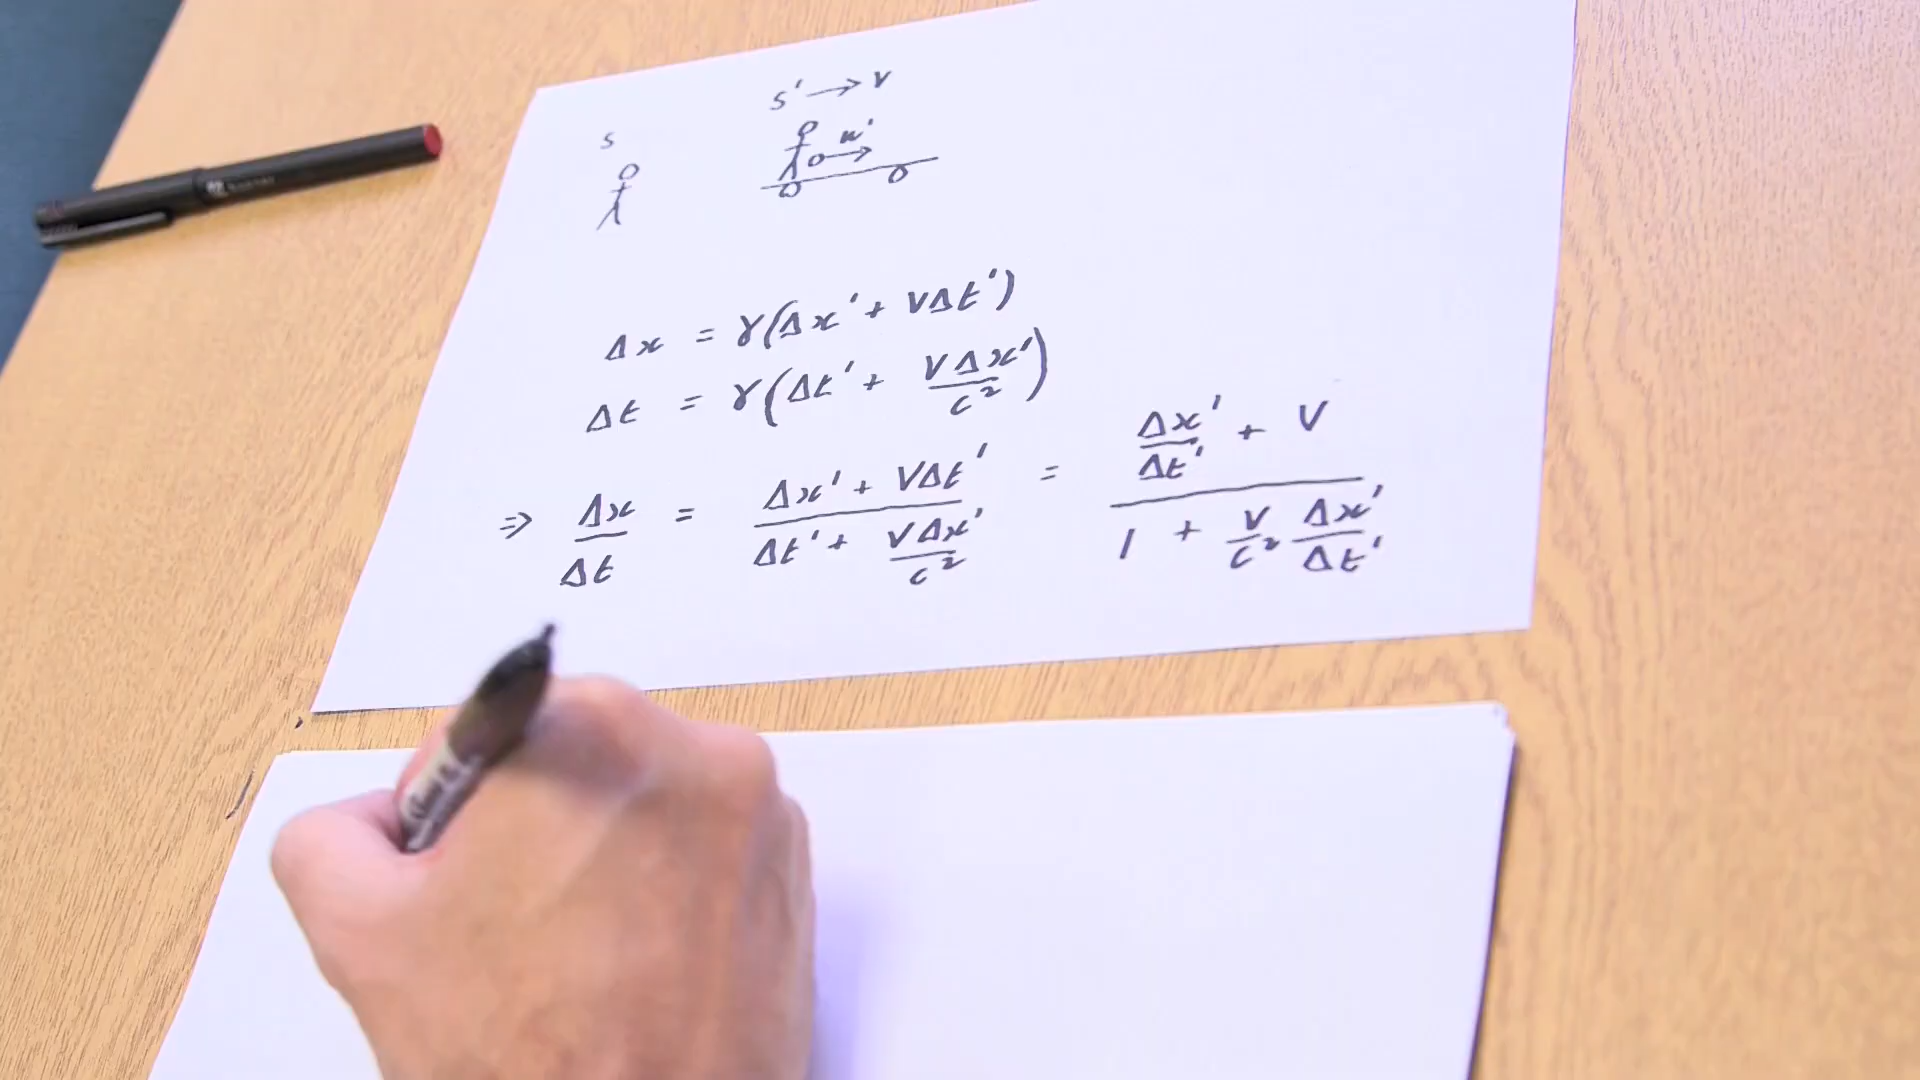 S' → V
S
u'
Δx = γ(Δx' + VΔt')
Δt = γ(Δt' + VΔx'/c²)
⇒ Δx/Δt = (Δx' + VΔt')/(Δt' + VΔx'/c²) = (Δx'/Δt' + V)/(1 + V/c² Δx'/Δt')